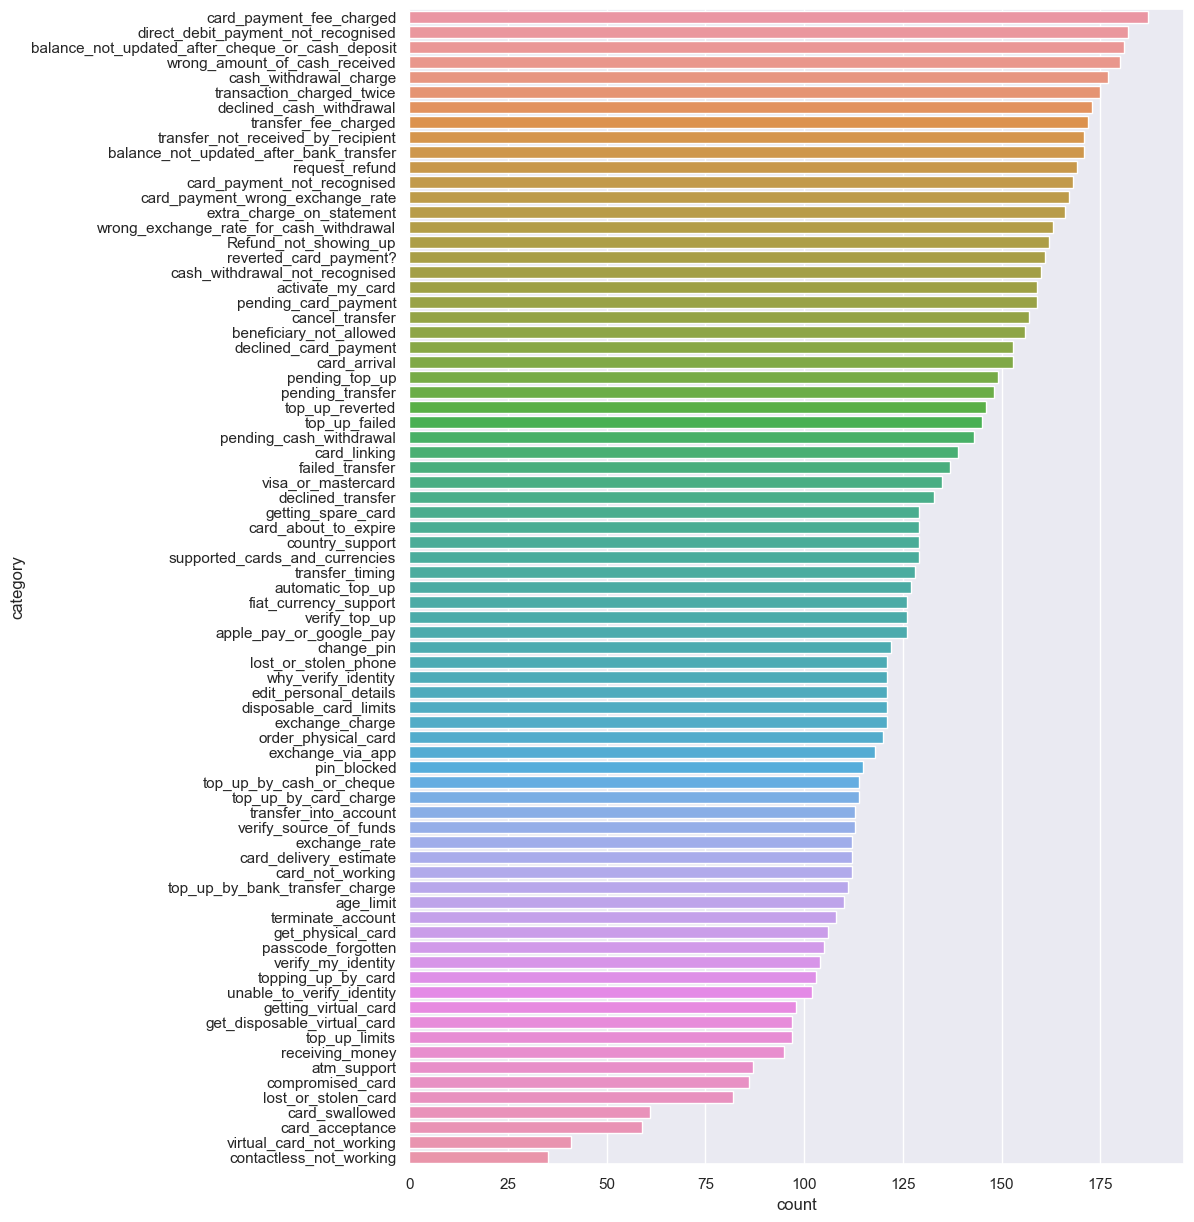 card_payment_fee_charged
direct_debit_payment_not_recognised
balance_not_updated_after_cheque_or_cash_deposit
wrong_amount_of_cash_received
cash_withdrawal_charge
transaction_charged_twice
declined_cash_withdrawal
transfer_fee_charged
transfer_not_received_by_recipient
balance_not_updated_after_bank_transfer
request_refund
card_payment_not_recognised
card_payment_wrong_exchange_rate
extra_charge_on_statement
wrong_exchange_rate_for_cash_withdrawal
Refund_not_showing_up
reverted_card_payment?
cash_withdrawal_not_recognised
activate_my_card
pending_card_payment
cancel_transfer
beneficiary_not_allowed
declined_card_payment
card_arrival
pending_top_up
pending_transfer
top_up_reverted
top_up_failed
pending_cash_withdrawal
card_linking
failed_transfer
visa_or_mastercard
declined_transfer
getting_spare_card
card_about_to_expire
country_support
supported_cards_and_currencies
transfer_timing
automatic_top_up
fiat_currency_support
verify_top_up
apple_pay_or_google_pay
change_pin
lost_or_stolen_phone
why_verify_identity
edit_personal_details
disposable_card_limits
exchange_charge
order_physical_card
exchange_via_app
pin_blocked
top_up_by_cash_or_cheque
top_up_by_card_charge
transfer_into_account
verify_source_of_funds
exchange_rate
card_delivery_estimate
card_not_working
top_up_by_bank_transfer_charge
age_limit
terminate_account
get_physical_card
passcode_forgotten
verify_my_identity
topping_up_by_card
unable_to_verify_identity
getting_virtual_card
get_disposable_virtual_card
top_up_limits
receiving_money
atm_support
compromised_card
lost_or_stolen_card
card_swallowed
card_acceptance
virtual_card_not_working
contactless_not_working
category
0 25 50 75 100 125 150 175
count